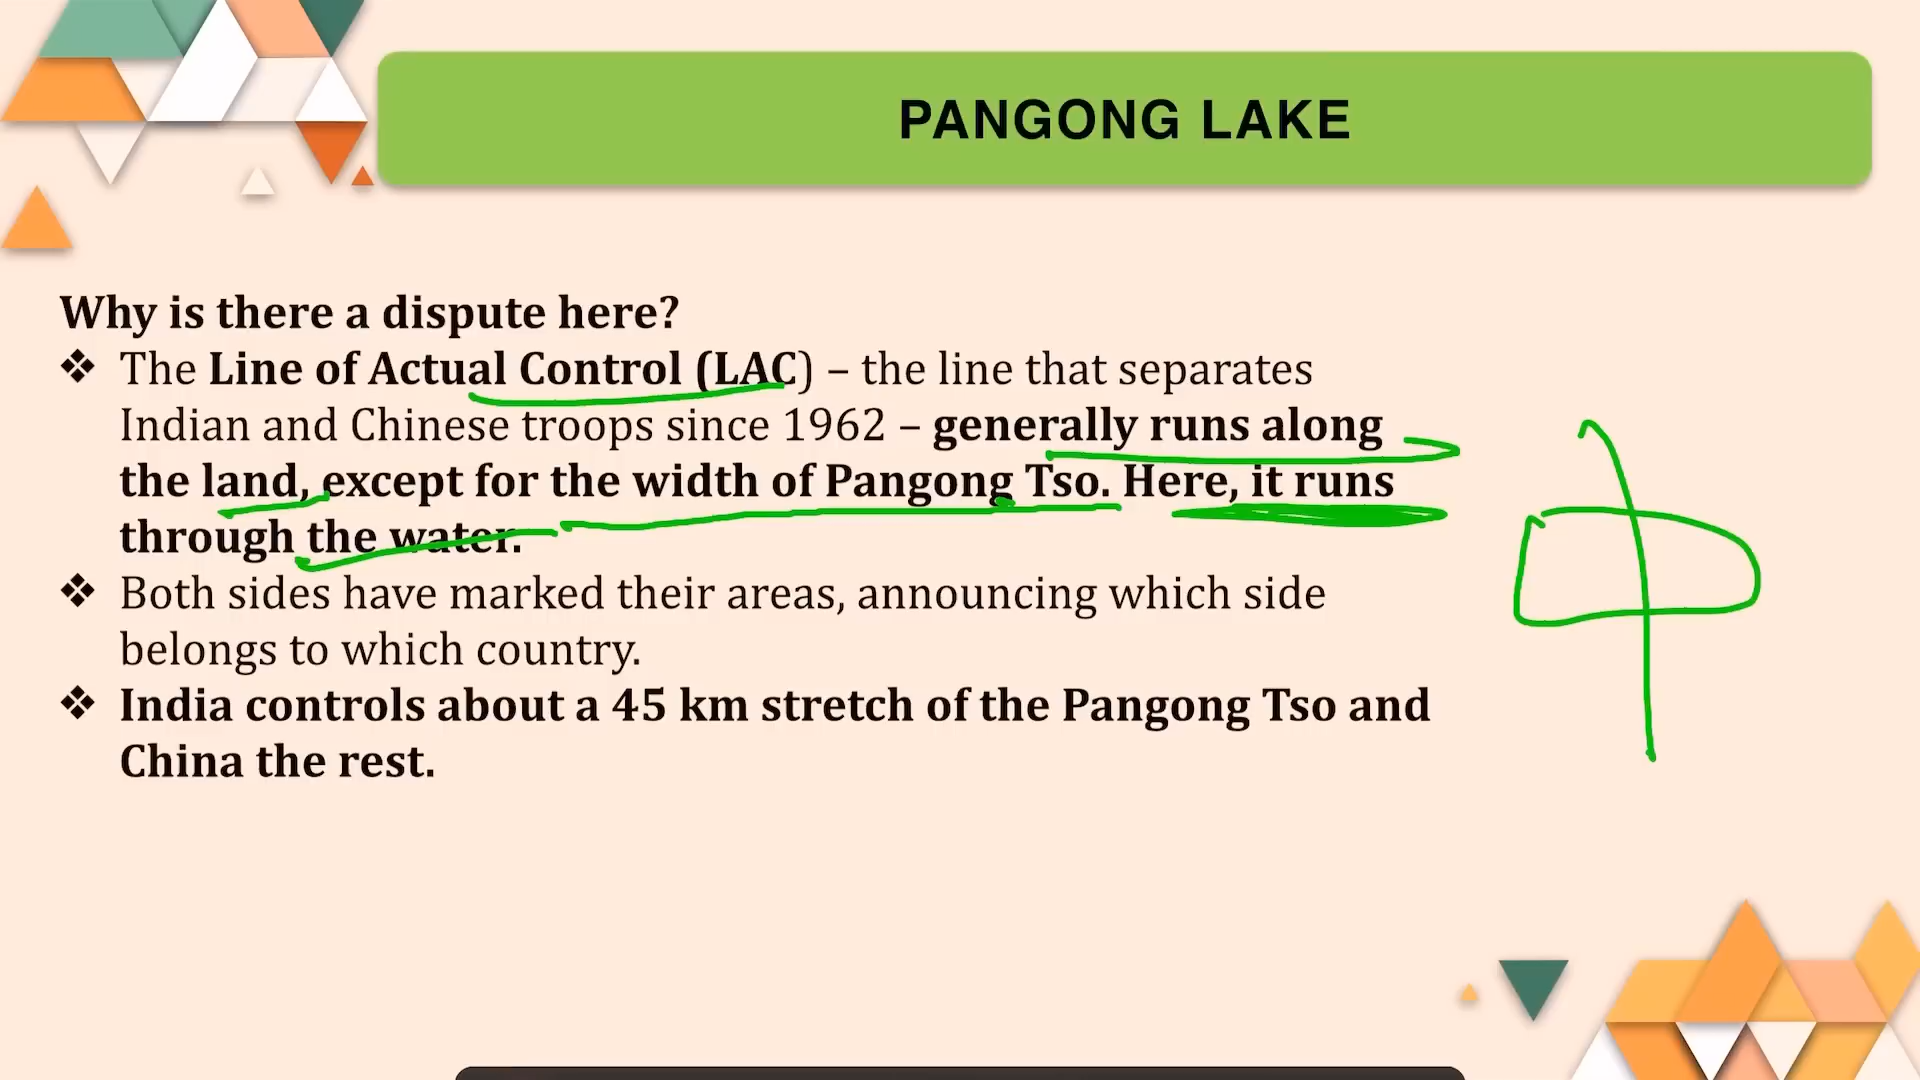 PANGONG LAKE
Why is there a dispute here?
❖ The Line of Actual Control (LAC) – the line that separates
Indian and Chinese troops since 1962 – generally runs along
the land, except for the width of Pangong Tso. Here, it runs
through the water.
❖ Both sides have marked their areas, announcing which side
belongs to which country.
❖ India controls about a 45 km stretch of the Pangong Tso and
China the rest.